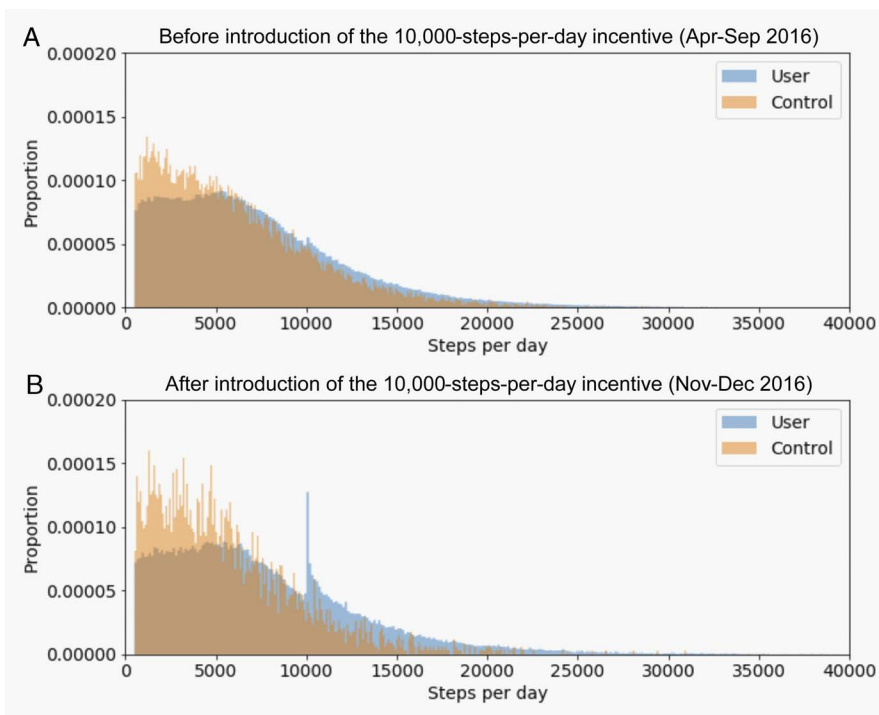 A
Before introduction of the 10,000-steps-per-day incentive (Apr-Sep 2016)
0.00020
0.00015
0.00010
0.00005
0.00000
Proportion
User
Control
0 5000 10000 15000 20000 25000 30000 35000 40000
Steps per day
B
After introduction of the 10,000-steps-per-day incentive (Nov-Dec 2016)
0.00020
0.00015
0.00010
0.00005
0.00000
Proportion
User
Control
0 5000 10000 15000 20000 25000 30000 35000 40000
Steps per day